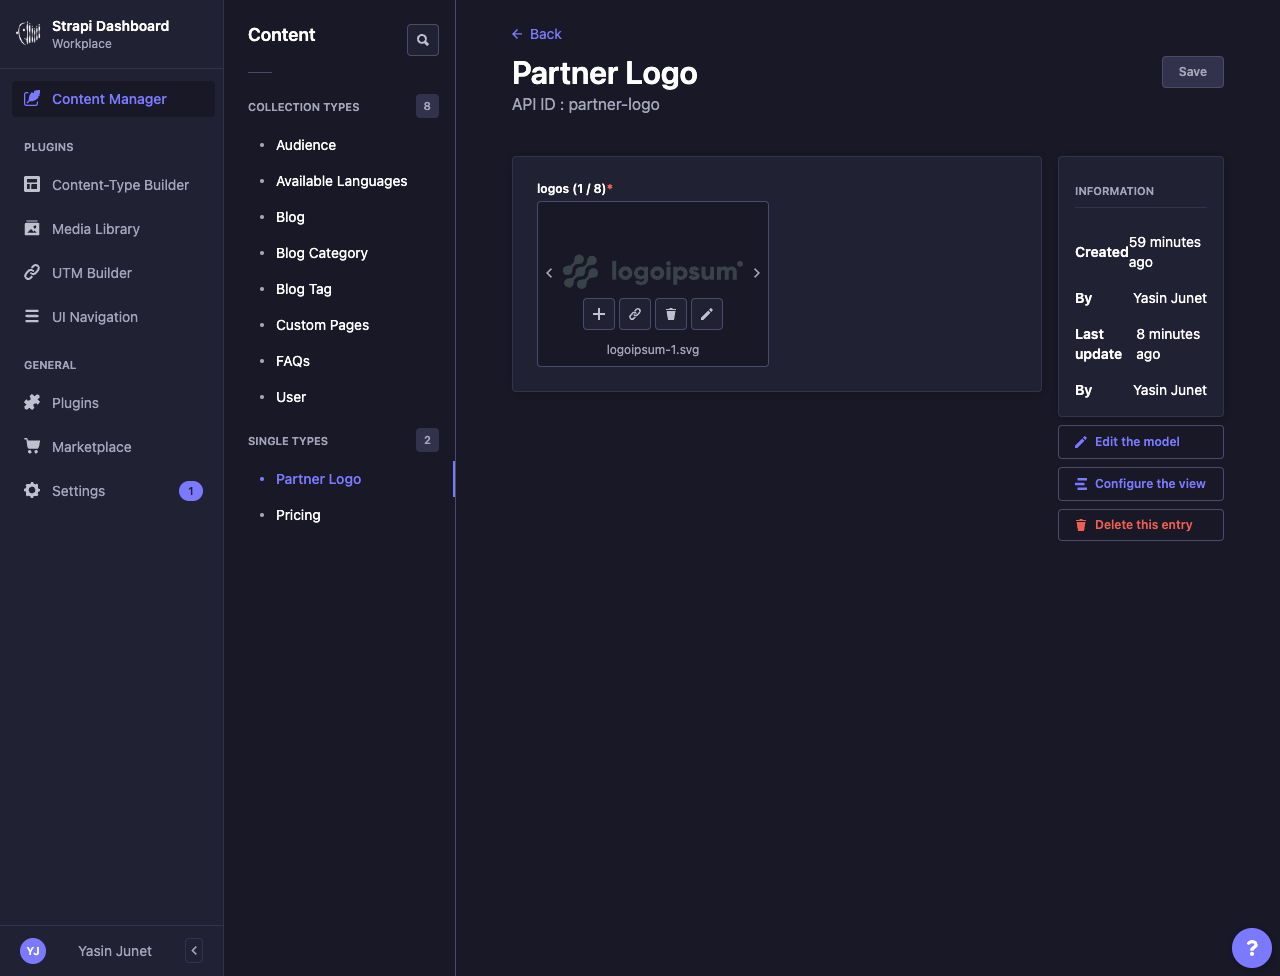 Strapi Dashboard
Workplace
Content Manager
PLUGINS
Content-Type Builder
Media Library
UTM Builder
UI Navigation
GENERAL
Plugins
Marketplace
Settings
1
YJ
Yasin Junet
Content
COLLECTION TYPES
8
Audience
Available Languages
Blog
Blog Category
Blog Tag
Custom Pages
FAQs
User
SINGLE TYPES
2
Partner Logo
Pricing
Back
Partner Logo
API ID : partner-logo
Save
logos (1 / 8)*
logoipsum
logoipsum-1.svg
INFORMATION
Created 59 minutes ago
By Yasin Junet
Last update 8 minutes ago
By Yasin Junet
Edit the model
Configure the view
Delete this entry
?